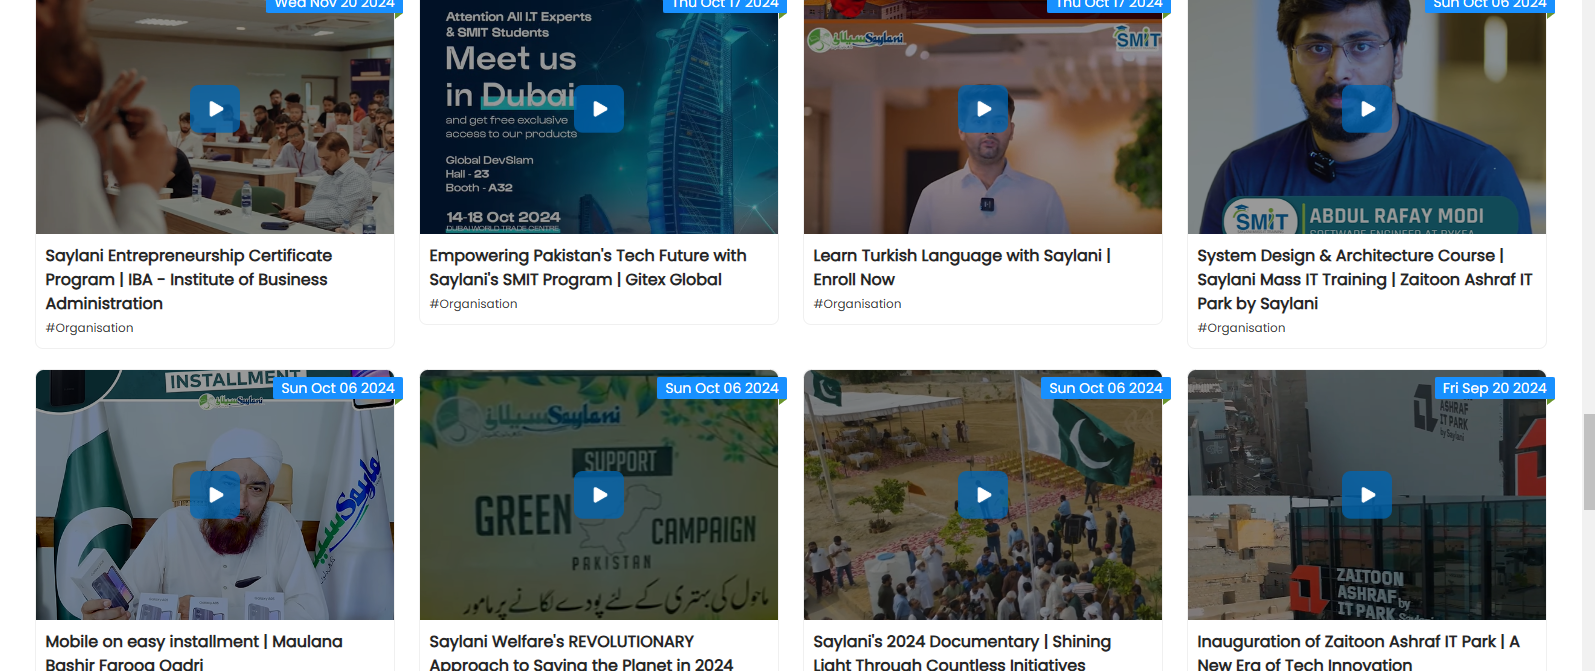 Wed Nov 20 2024
Thu Oct 17 2024
Thu Oct 17 2024
Sun Oct 06 2024
Attention All I.T Experts
& SMIT Students
Meet us
in Dubai
and get free exclusive
access to our products
Global DevSlam
Hall - 23
Booth - A32
14-18 Oct 2024
DUBAI WORLD TRADE CENTRE
سیلانی Saylani
SMIT
SMIT
ABDUL RAFAY MODI
SOFTWARE ENGINEER AT BYKEA
Saylani Entrepreneurship Certificate
Program | IBA - Institute of Business
Administration
#Organisation
Empowering Pakistan's Tech Future with
Saylani's SMIT Program | Gitex Global
#Organisation
Learn Turkish Language with Saylani |
Enroll Now
#Organisation
System Design & Architecture Course |
Saylani Mass IT Training | Zaitoon Ashraf IT
Park by Saylani
#Organisation
INSTALLMENT
Sun Oct 06 2024
Saylani
Sun Oct 06 2024
سیلانی Saylani
SUPPORT
GREEN
CAMPAIGN
PAKISTAN
ماحول کی بہتری کے لئے پودے لگانے پر مامور
Sun Oct 06 2024
Fri Sep 20 2024
ASHRAF
IT PARK
by Saylani
ZAITOON
ASHRAF
IT PARK by
Mobile on easy installment | Maulana
Bashir Farooq Qadri
Saylani Welfare's REVOLUTIONARY
Approach to Saving the Planet in 2024
Saylani's 2024 Documentary | Shining
Light Through Countless Initiatives
Inauguration of Zaitoon Ashraf IT Park | A
New Era of Tech Innovation